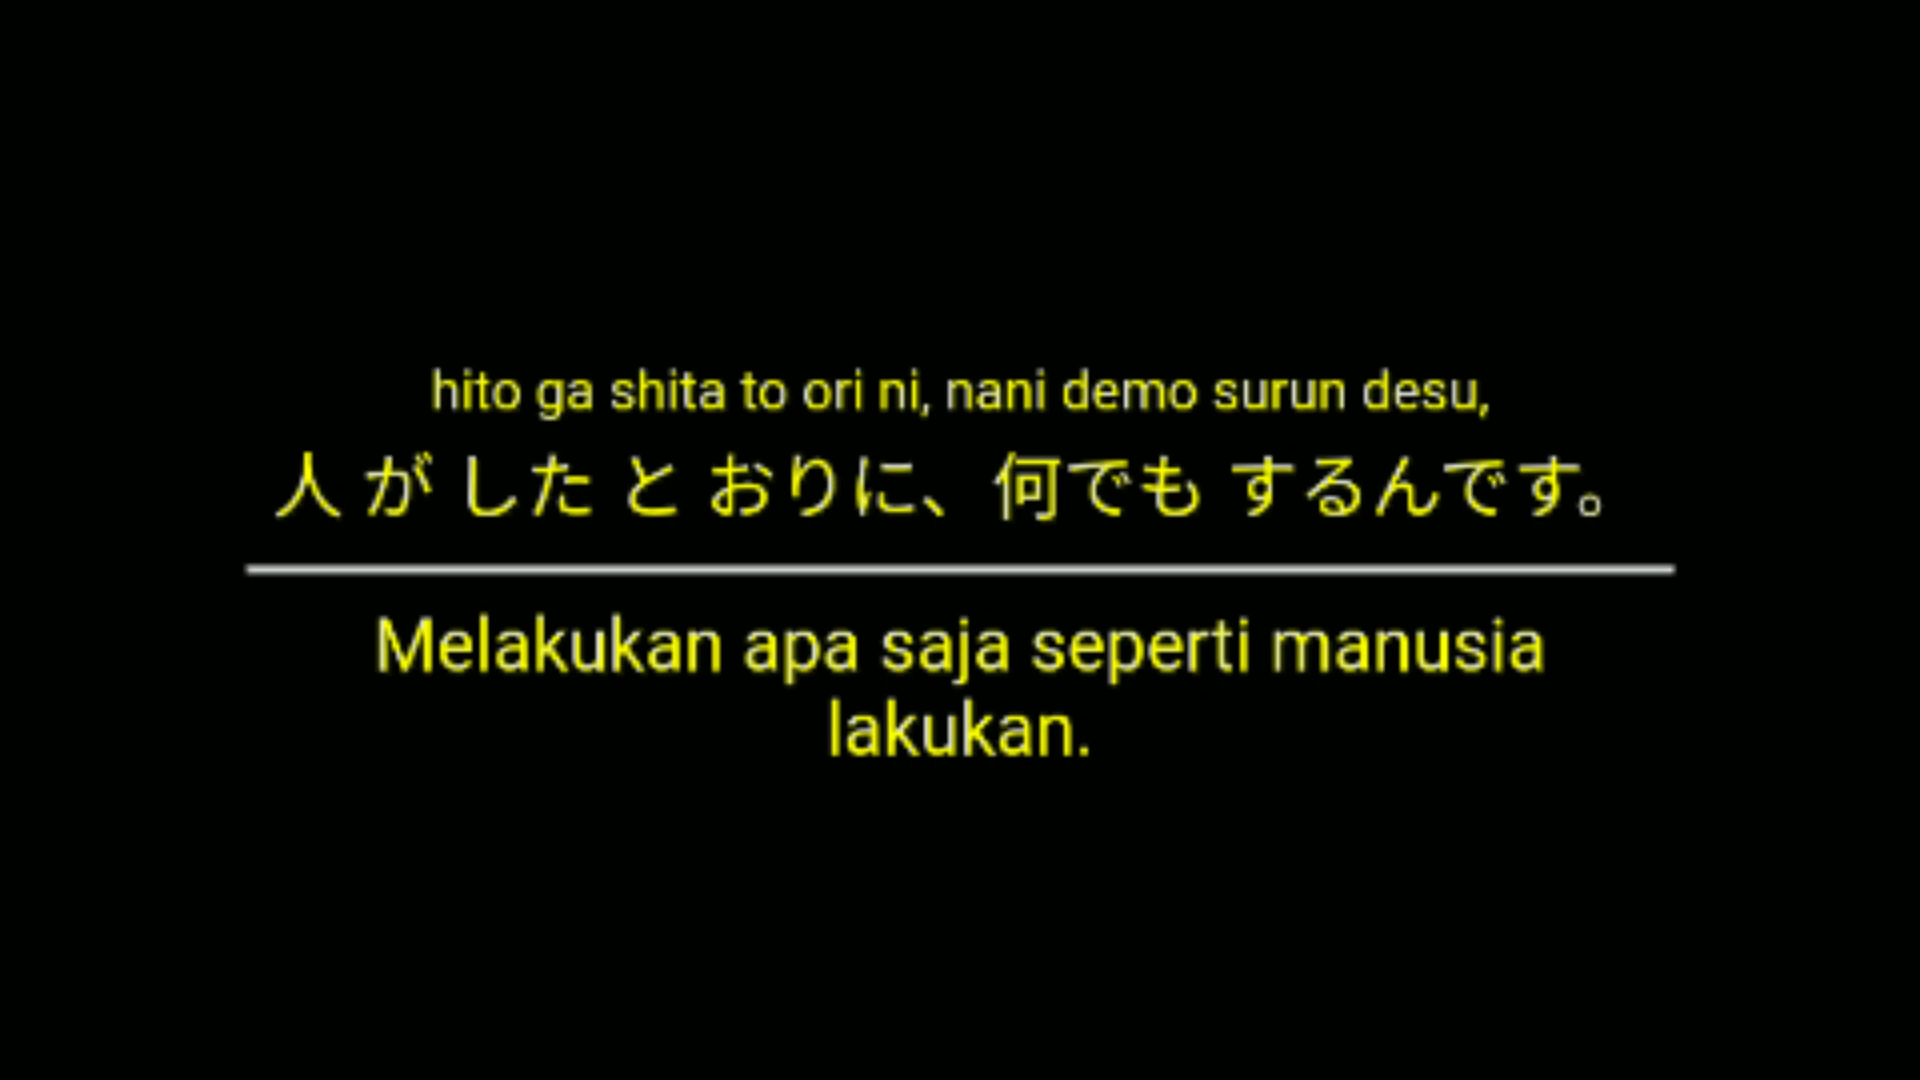 hito ga shita to ori ni, nani demo surun desu,
人 が した と おりに、何でも するんです。
Melakukan apa saja seperti manusia
lakukan.